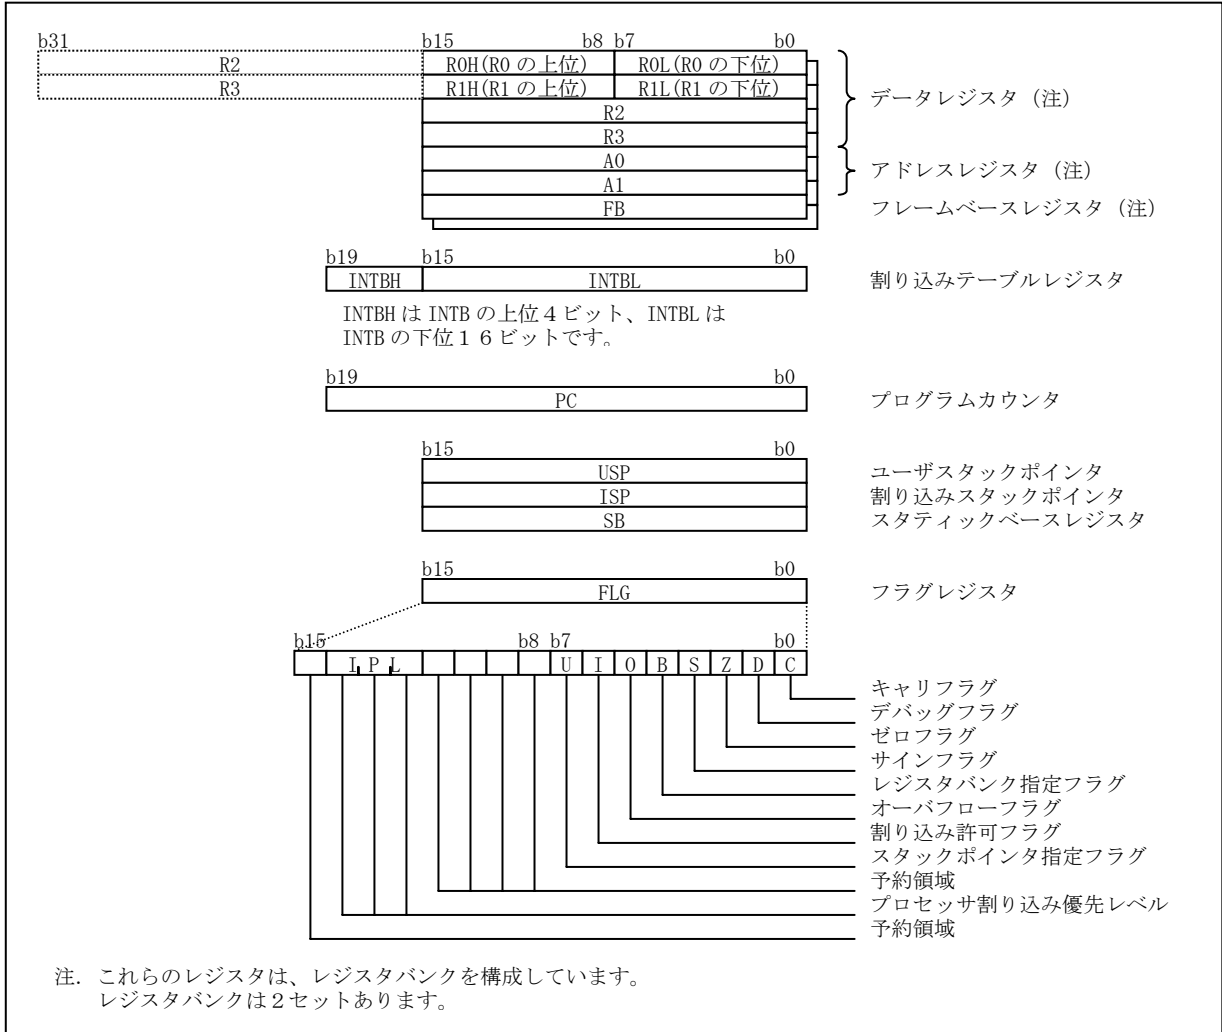 b31 b15 b8 b7 b0
R2 R0H(R0 の上位) R0L(R0 の下位)
R3 R1H(R1 の上位) R1L(R1 の下位)
R2
R3
データレジスタ (注)
A0
A1
アドレスレジスタ (注)
FB フレームベースレジスタ (注)
b19 b15 b0
INTBH INTBL 割り込みテーブルレジスタ
INTBH は INTB の上位4ビット、INTBL は
INTB の下位16ビットです。
b19 b0
PC プログラムカウンタ
b15 b0
USP ユーザスタックポインタ
ISP 割り込みスタックポインタ
SB スタティックベースレジスタ
b15 b0
FLG フラグレジスタ
b15 b8 b7 b0
IPL U I O B S Z D C
キャリフラグ
デバッグフラグ
ゼロフラグ
サインフラグ
レジスタバンク指定フラグ
オーバフローフラグ
割り込み許可フラグ
スタックポインタ指定フラグ
予約領域
プロセッサ割り込み優先レベル
予約領域
注. これらのレジスタは、レジスタバンクを構成しています。
レジスタバンクは2セットあります。